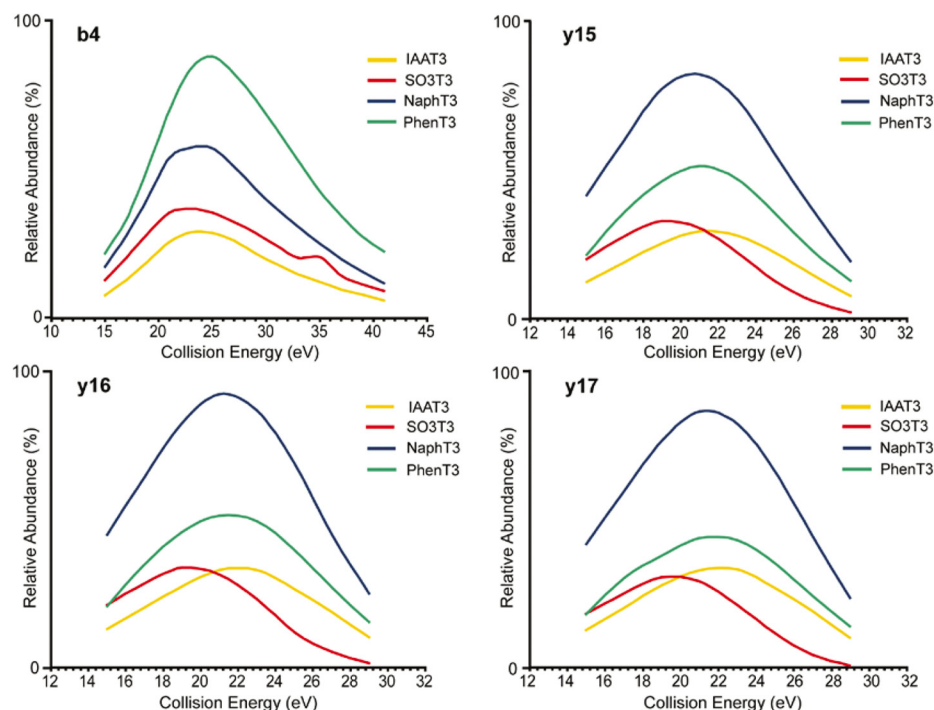 100
b4
IAAT3
SO3T3
NaphT3
PhenT3
Relative Abundance (%)
0
10 15 20 25 30 35 40 45
Collision Energy (eV)
100
y15
IAAT3
SO3T3
NaphT3
PhenT3
Relative Abundance (%)
0
12 14 16 18 20 22 24 26 28 30 32
Collision Energy (eV)
100
y16
IAAT3
SO3T3
NaphT3
PhenT3
Relative Abundance (%)
0
12 14 16 18 20 22 24 26 28 30 32
Collision Energy (eV)
100
y17
IAAT3
SO3T3
NaphT3
PhenT3
Relative Abundance (%)
0
12 14 16 18 20 22 24 26 28 30 32
Collision Energy (eV)